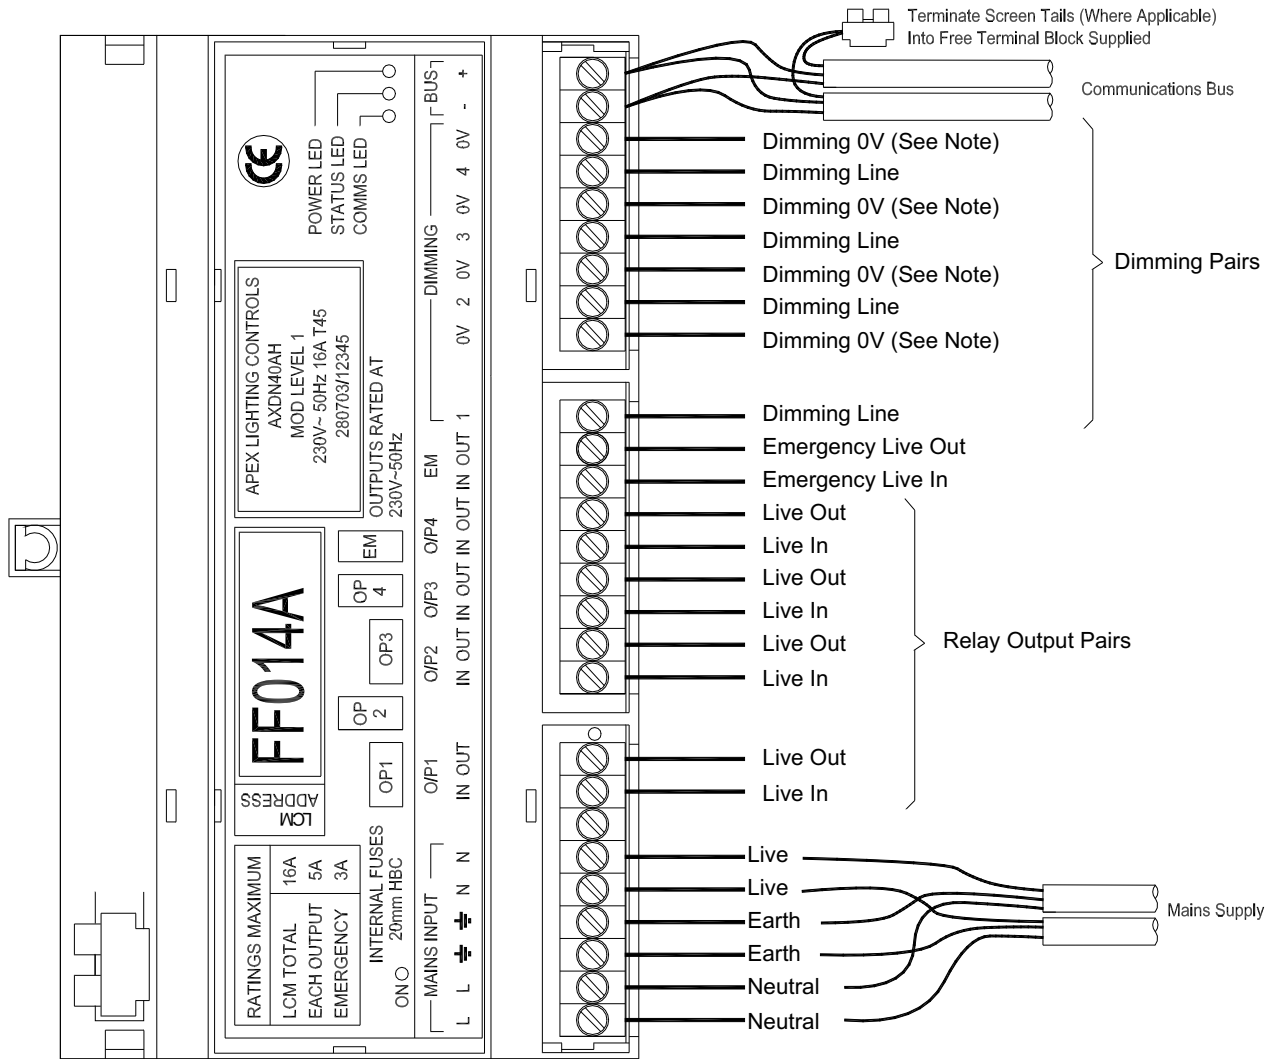 Terminate Screen Tails (Where Applicable)
Into Free Terminal Block Supplied
Communications Bus
Dimming 0V (See Note)
Dimming Line
Dimming 0V (See Note)
Dimming Line
Dimming 0V (See Note)
Dimming Line
Dimming 0V (See Note)
Dimming Pairs
Dimming Line
Emergency Live Out
Emergency Live In
Live Out
Live In
Live Out
Live In
Live Out
Live In
Relay Output Pairs
Live Out
Live In
Live
Live
Earth
Earth
Neutral
Neutral
Mains Supply
CE
POWER LED
STATUS LED
COMMS LED
APEX LIGHTING CONTROLS
AXDN40AH
MOD LEVEL 1
230V~ 50Hz 16A T45
280703/12345
OUTPUTS RATED AT
230V~50Hz
FF014A
LCM
ADDRESS
OP1
OP
2
OP3
OP
4
EM
RATINGS MAXIMUM
LCM TOTAL 16A
EACH OUTPUT 5A
EMERGENCY 3A
INTERNAL FUSES
20mm HBC
ON
MAINS INPUT O/P1 O/P2 O/P3 O/P4 EM DIMMING BUS
L L N N IN OUT IN OUT IN OUT IN OUT IN OUT 1 0V 2 0V 3 0V 4 0V - +